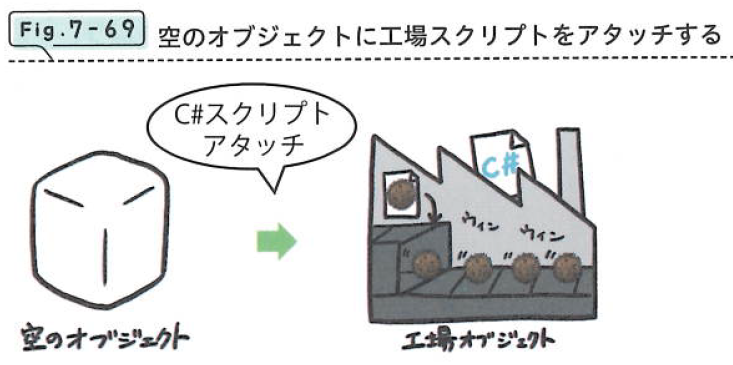 Fig.7-69 空のオブジェクトに工場スクリプトをアタッチする
C#スクリプト
アタッチ
C#
ウィン ウィン
空のオブジェクト
工場オブジェクト